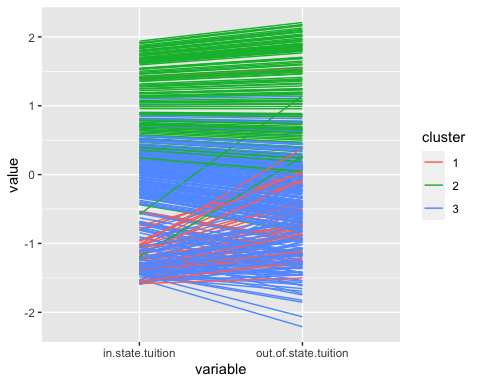 2
1
0
-1
-2
value
in.state.tuition
out.of.state.tuition
variable
cluster
1
2
3